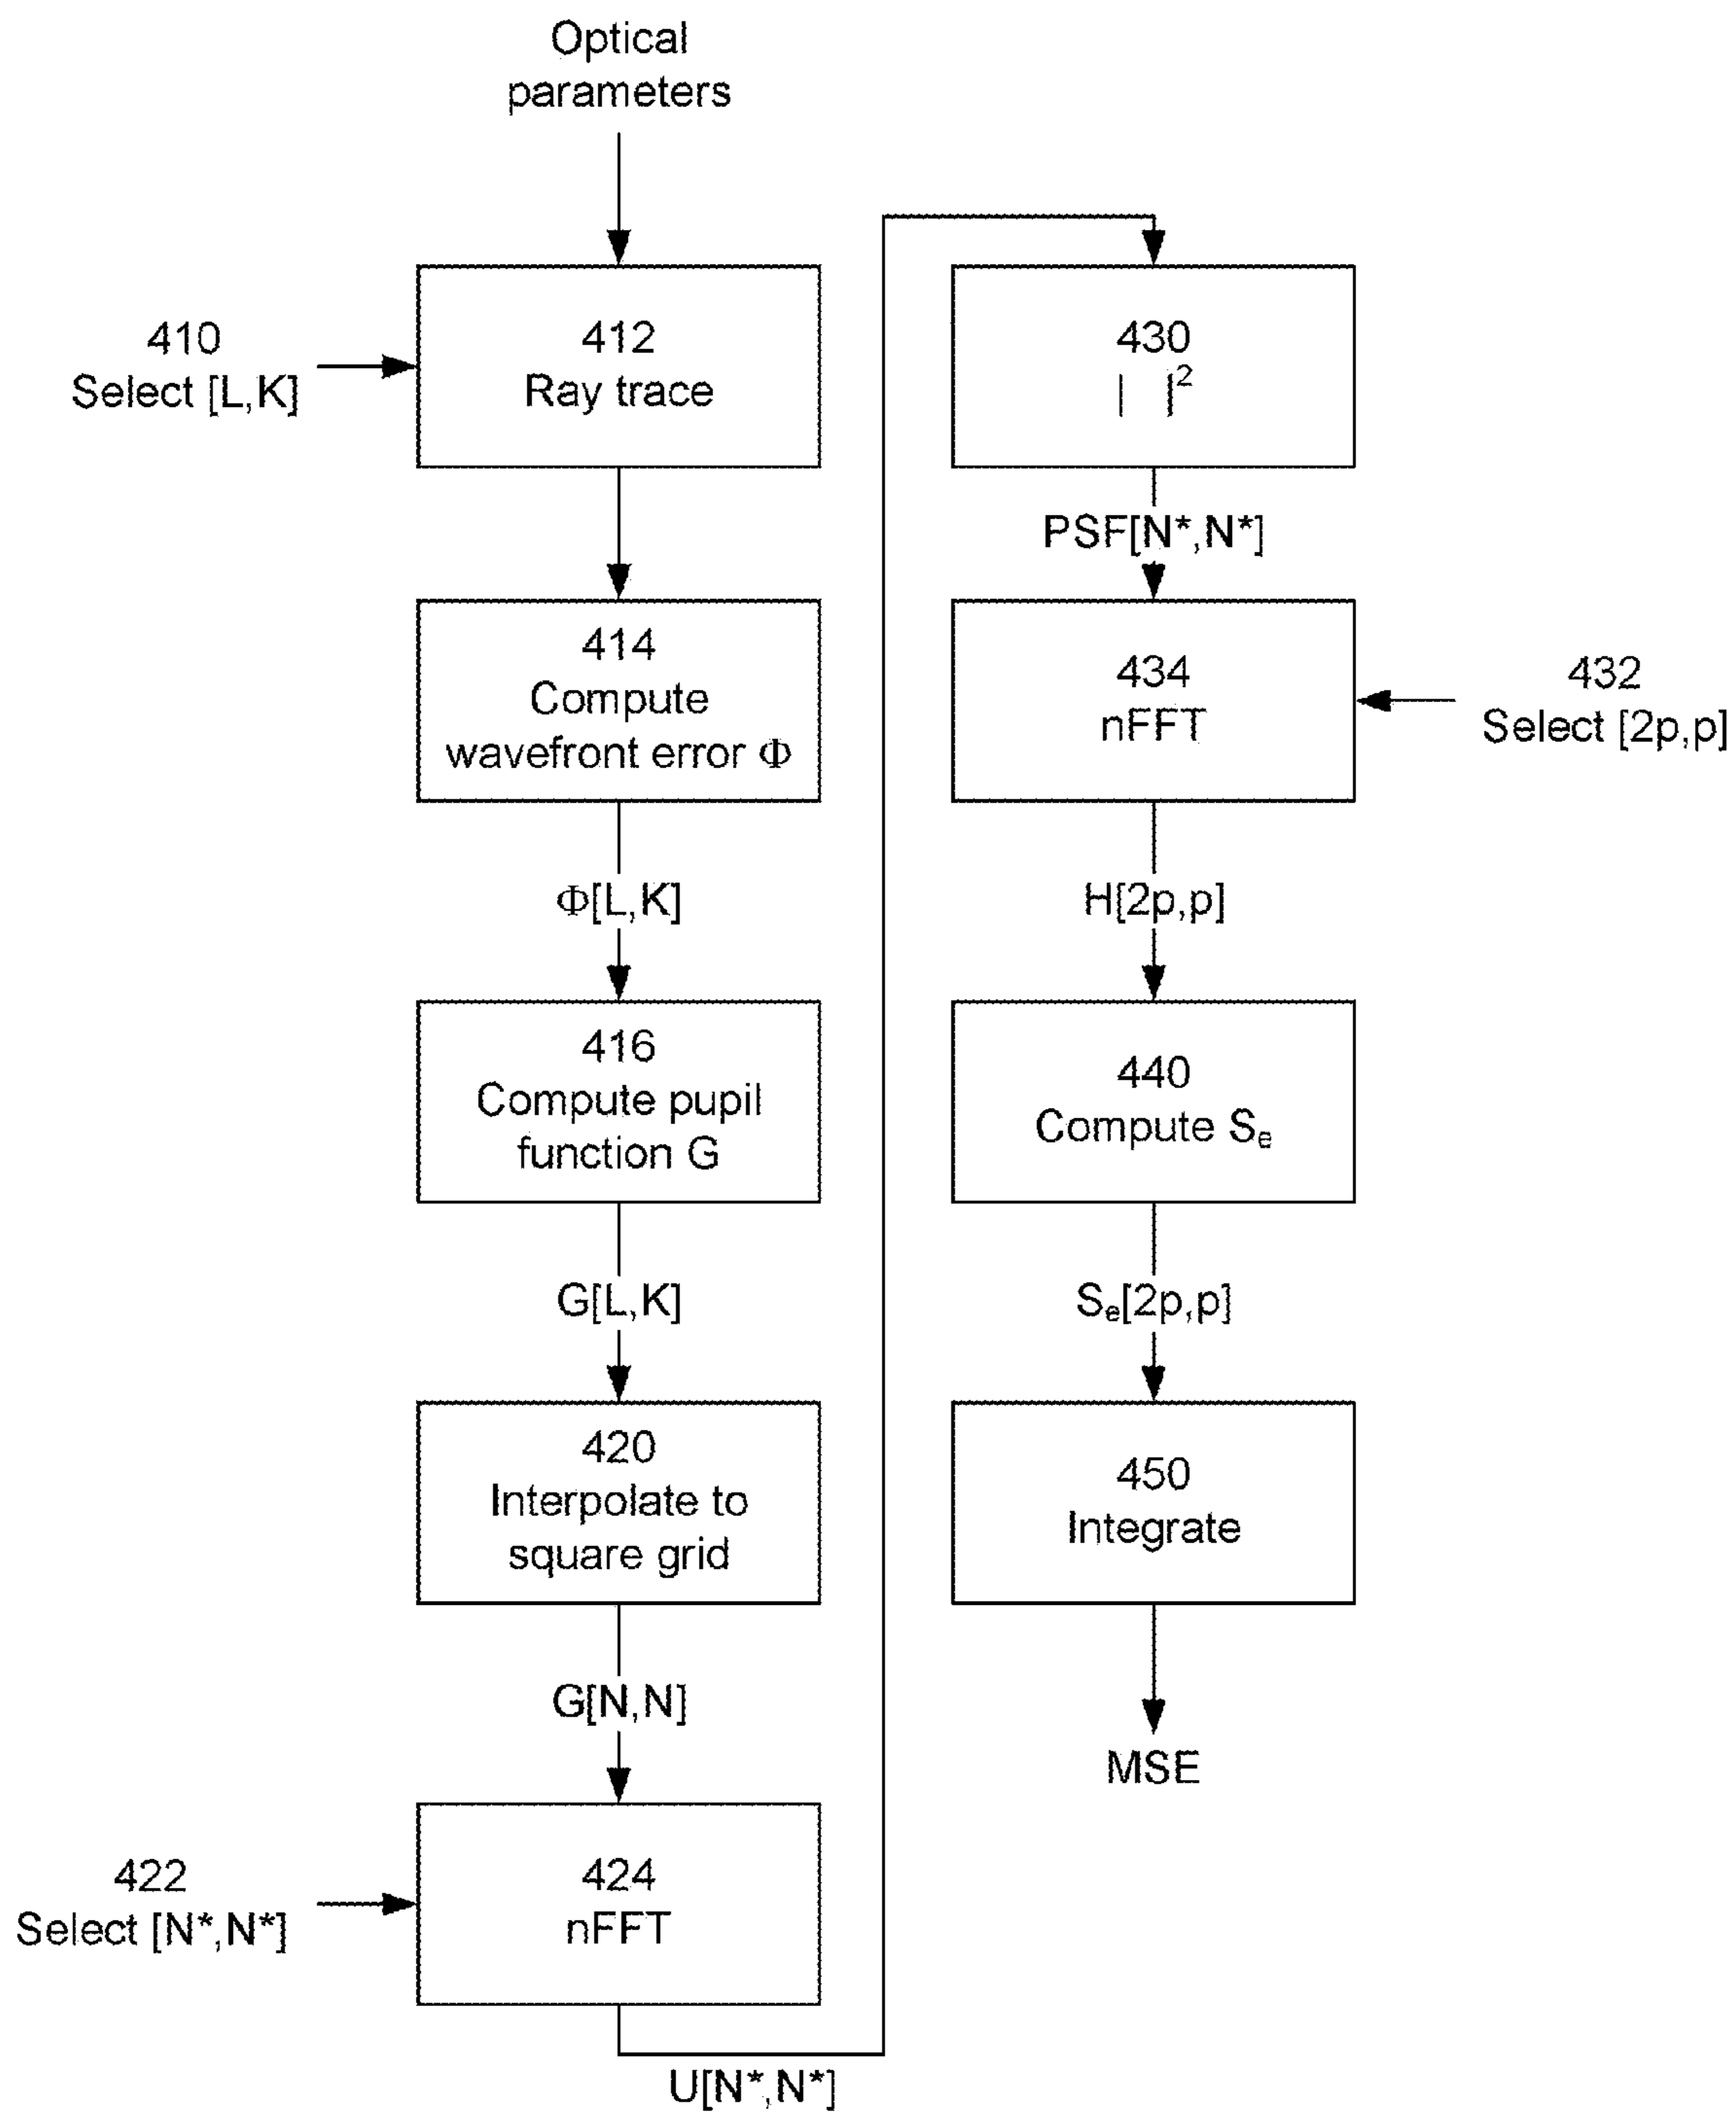 Optical
parameters
410
Select [L,K]
412
Ray trace
414
Compute
wavefront error Φ
Φ[L,K]
416
Compute pupil
function G
G[L,K]
420
Interpolate to
square grid
G[N,N]
422
Select [N*,N*]
424
nFFT
U[N*,N*]
430
|  |²
PSF[N*,N*]
434
nFFT
432
Select [2p,p]
H[2p,p]
440
Compute Sₑ
Sₑ[2p,p]
450
Integrate
MSE